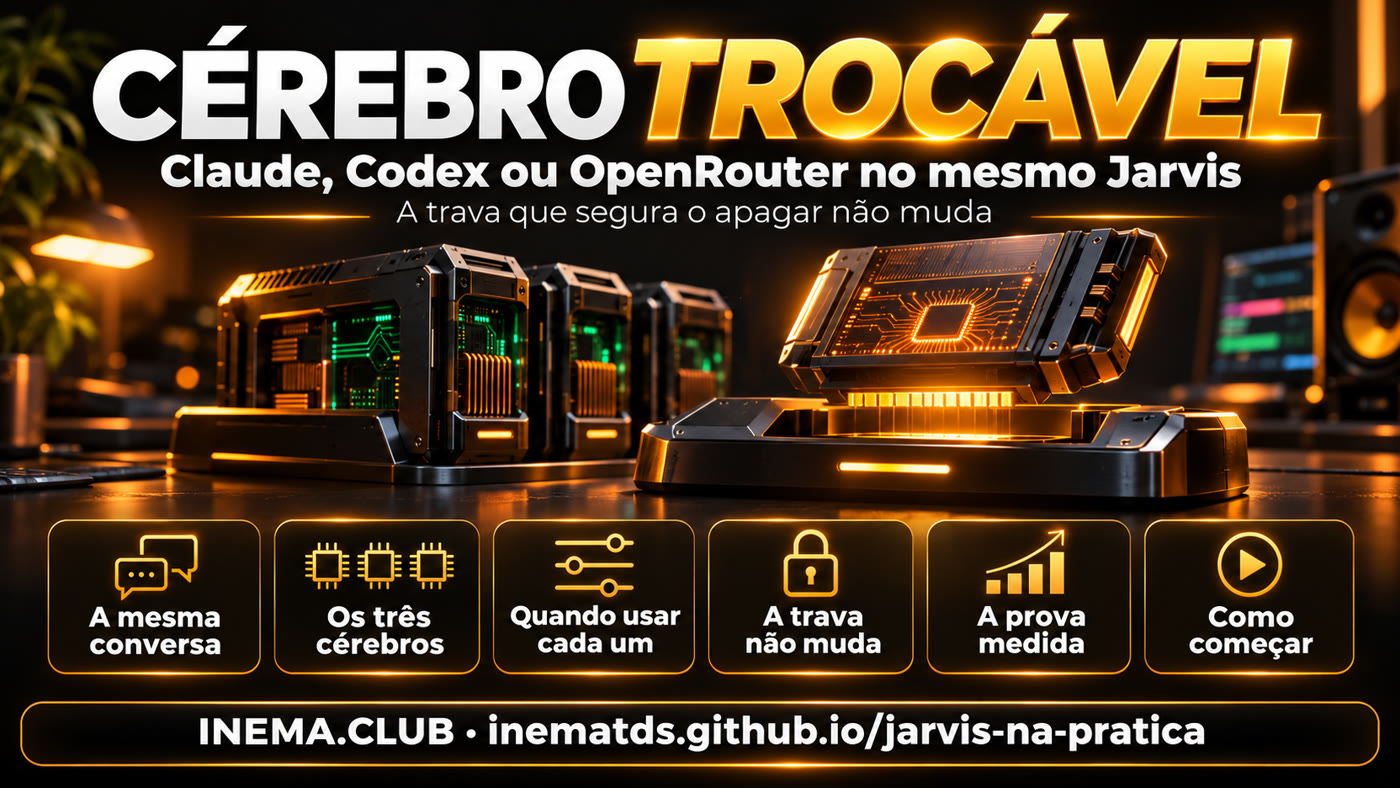 CÉREBRO TROCÁVEL
Claude, Codex ou OpenRouter no mesmo Jarvis
A trava que segura o apagar não muda
A mesma
conversa
Os três
cérebros
Quando usar
cada um
A trava
não muda
A prova
medida
Como
começar
INEMA.CLUB • inematds.github.io/jarvis-na-pratica